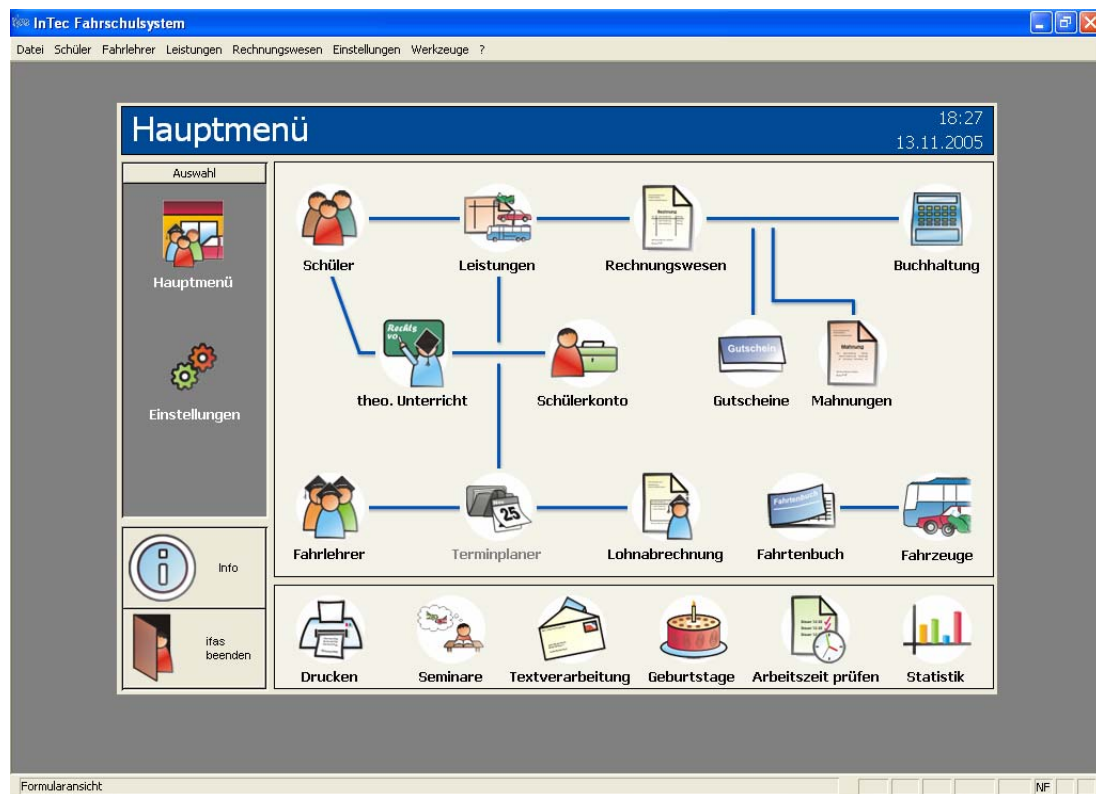 InTec Fahrschulsystem
Datei Schüler Fahrlehrer Leistungen Rechnungswesen Einstellungen Werkzeuge ?
Hauptmenü
18:27
13.11.2005
Auswahl
Hauptmenü
Einstellungen
Info
ifas
beenden
Schüler
Leistungen
Mahnung
Rechnungswesen
Buchhaltung
Rechts
vo
theo. Unterricht
Schülerkonto
Gutschein
Gutscheine
Mahnung
Mahnungen
Fahrlehrer
25
Terminplaner
Lohnabrechnung
Fahrtenbuch
Fahrtenbuch
Fahrzeuge
Drucken
Seminare
Textverarbeitung
Geburtstage
Arbeitszeit prüfen
Statistik
Formularansicht
NF